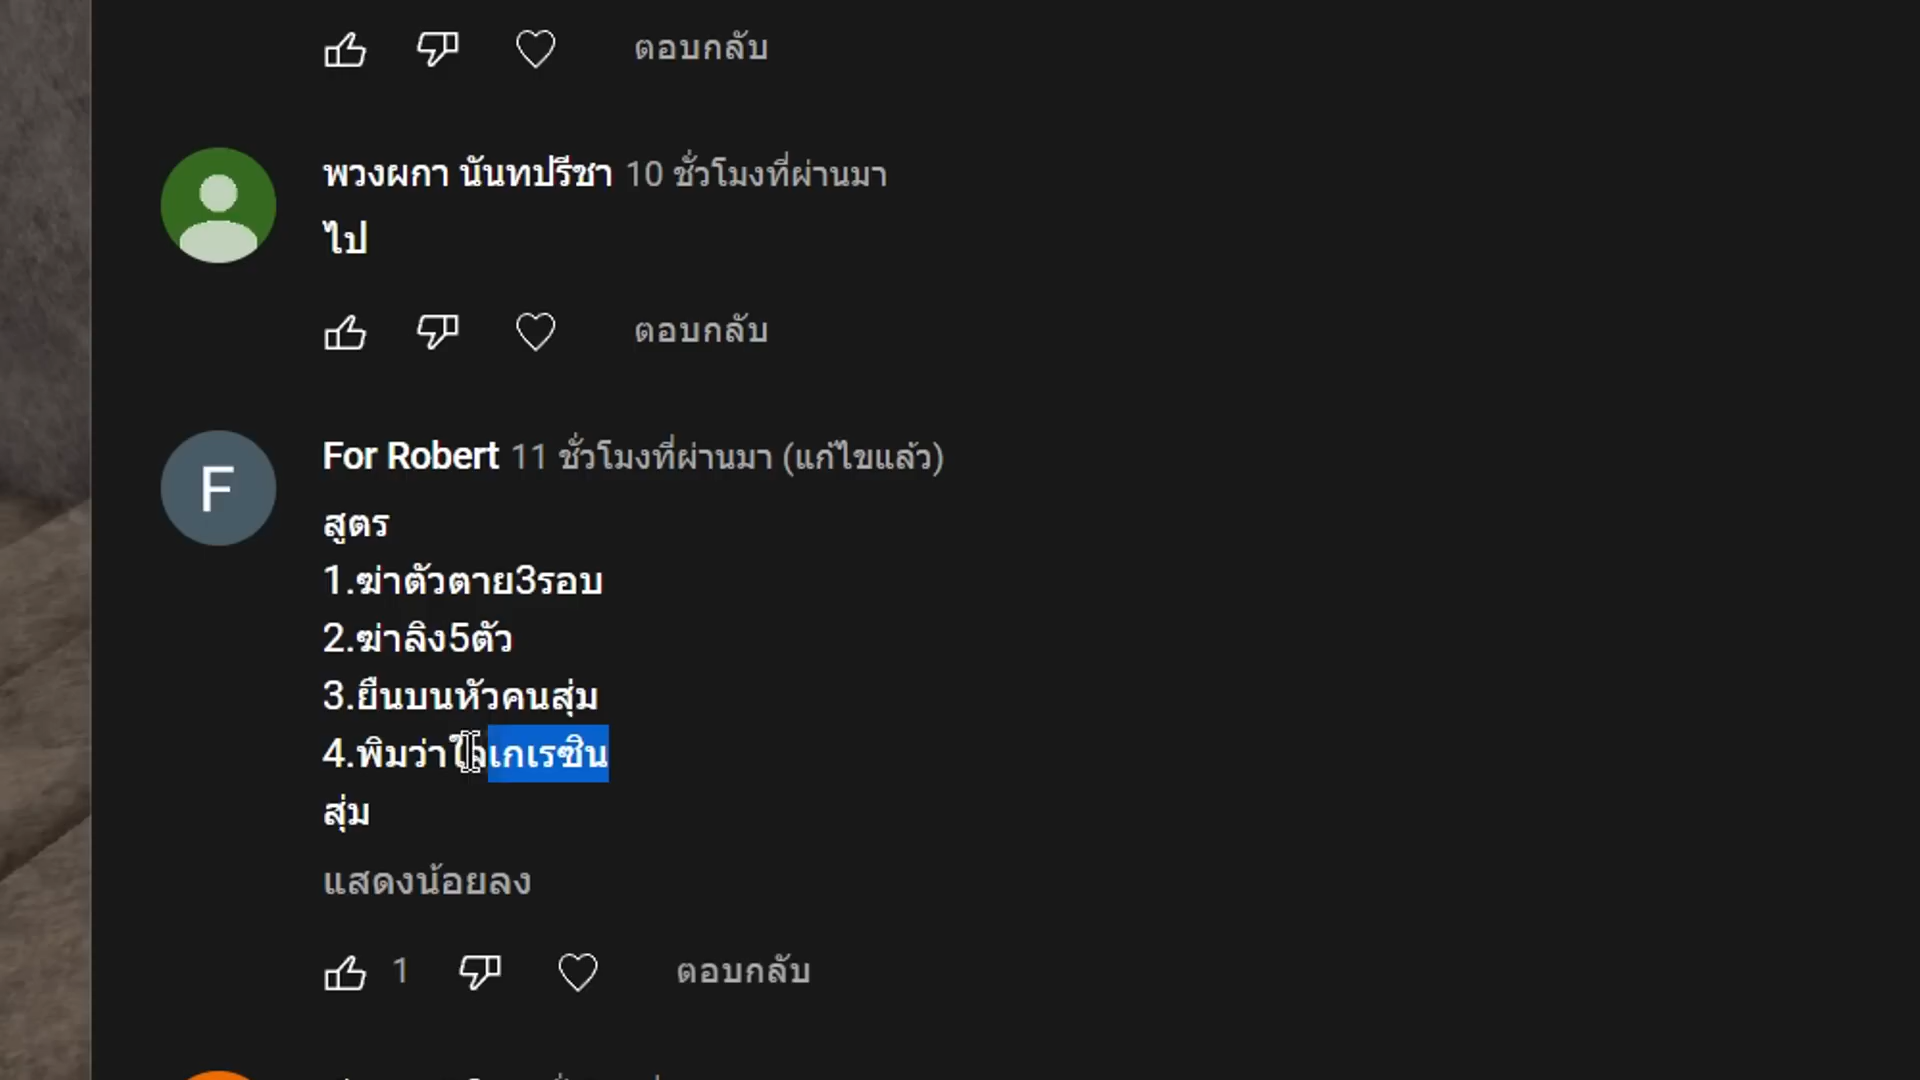 ตอบกลับ
พวงผกา นันทปรีชา 10 ชั่วโมงที่ผ่านมา
ไป
ตอบกลับ
F
For Robert 11 ชั่วโมงที่ผ่านมา (แก้ไขแล้ว)
สูตร
1.ฆ่าตัวตาย3รอบ
2.ฆ่าลิง5ตัว
3.ยืนบนหัวคนสุ่ม
4.พิมว่าใลเกเรซิน
สุ่ม
แสดงน้อยลง
1
ตอบกลับ